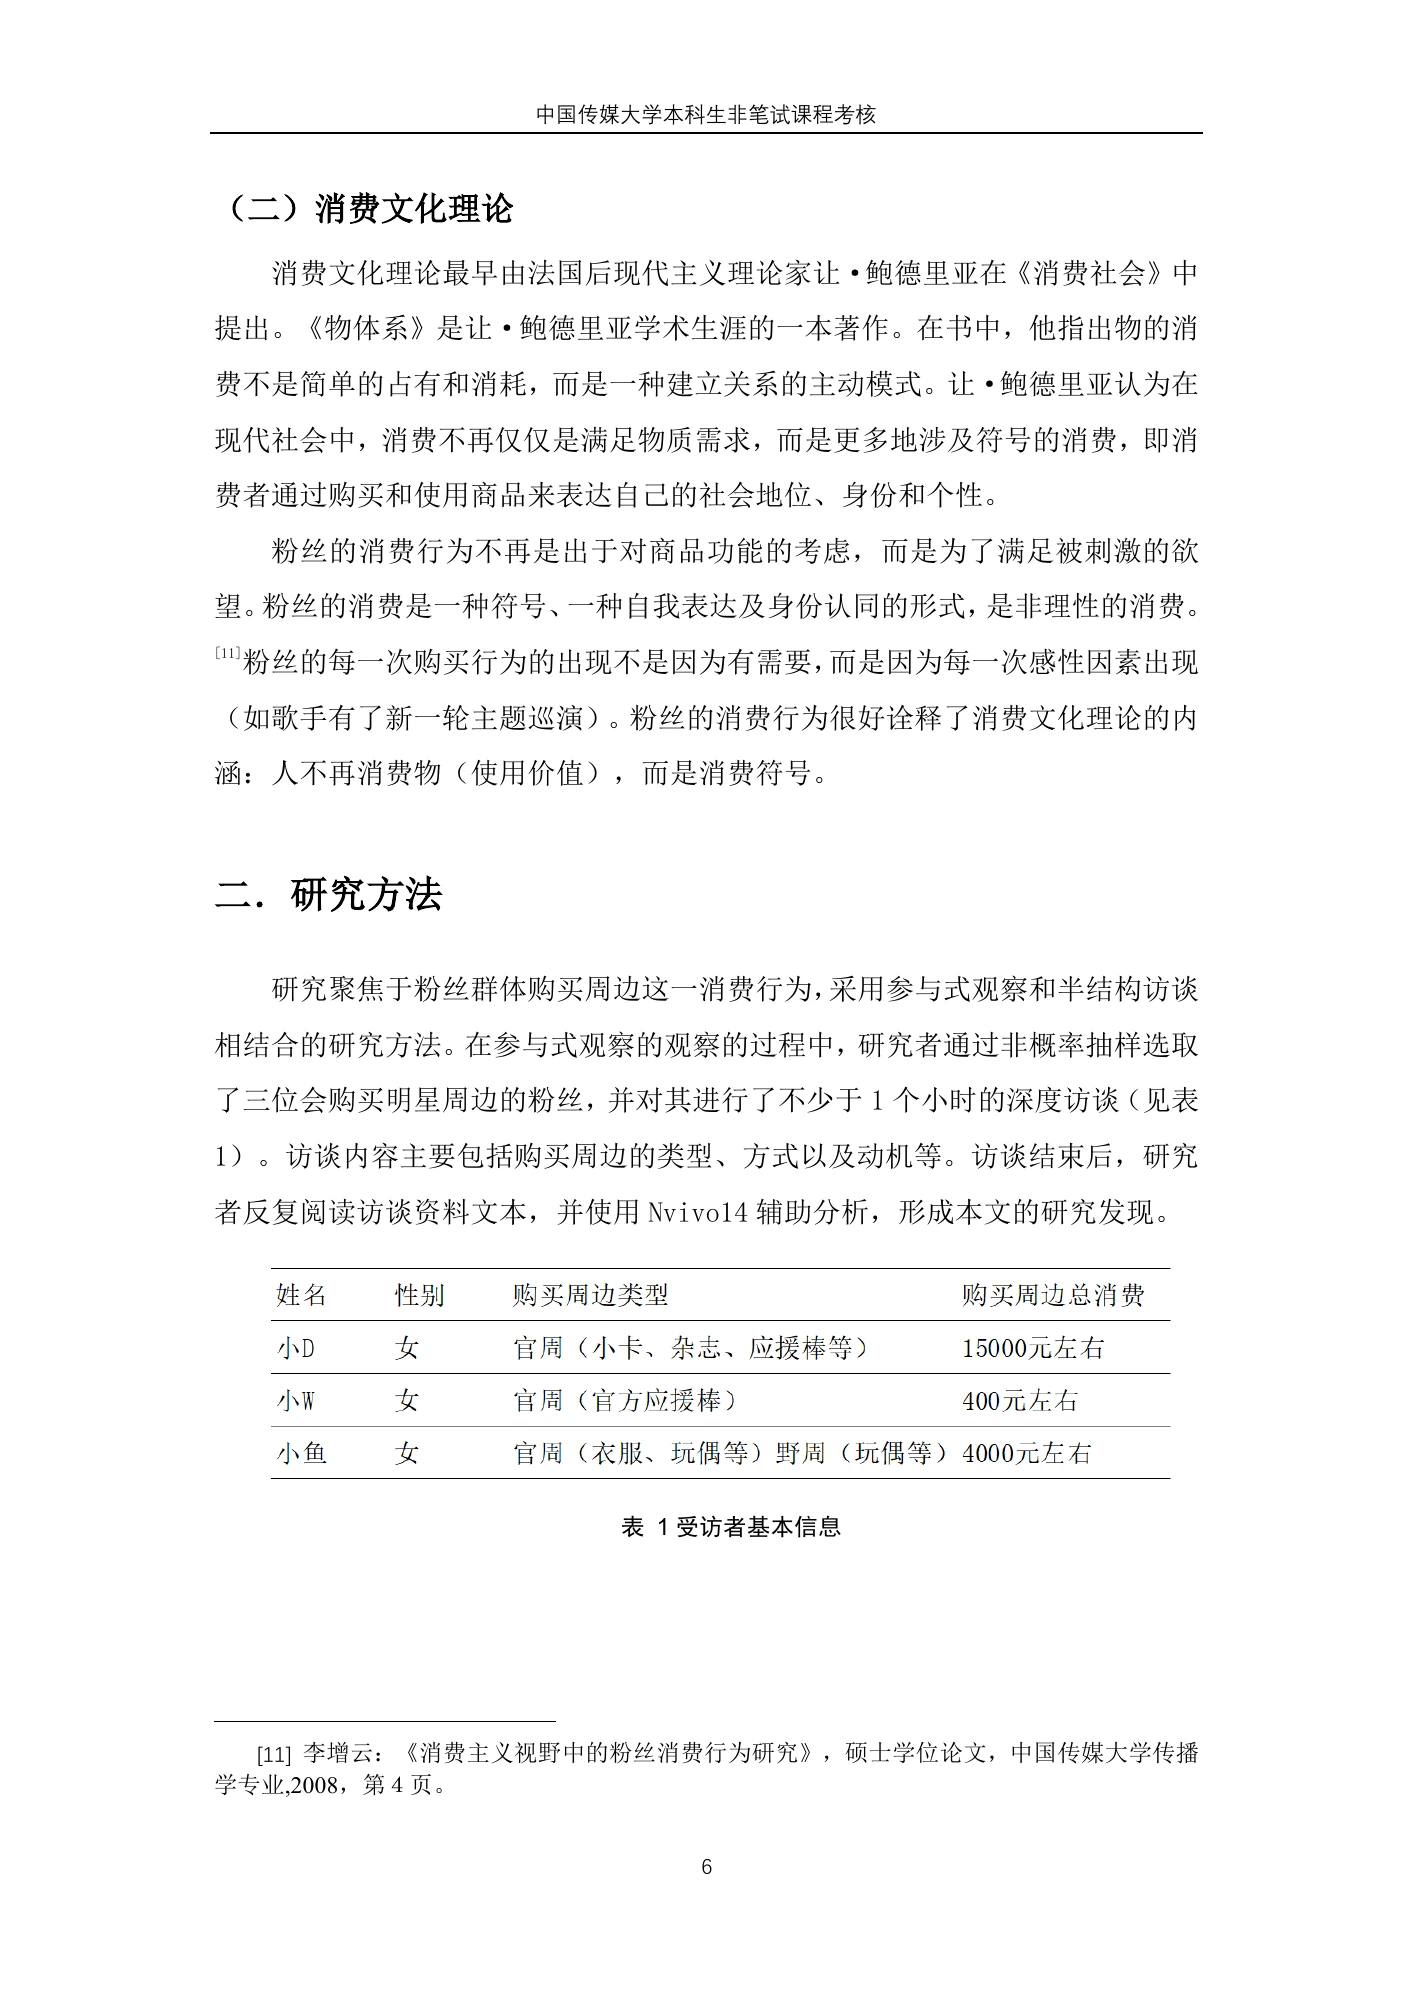 中国传媒大学本科生非笔试课程考核
（二）消费文化理论
消费文化理论最早由法国后现代主义理论家让·鲍德里亚在《消费社会》中
提出。《物体系》是让·鲍德里亚学术生涯的一本著作。在书中，他指出物的消
费不是简单的占有和消耗，而是一种建立关系的主动模式。让·鲍德里亚认为在
现代社会中，消费不再仅仅是满足物质需求，而是更多地涉及符号的消费，即消
费者通过购买和使用商品来表达自己的社会地位、身份和个性。
粉丝的消费行为不再是出于对商品功能的考虑，而是为了满足被刺激的欲
望。粉丝的消费是一种符号、一种自我表达及身份认同的形式，是非理性的消费。
[11]粉丝的每一次购买行为的出现不是因为有需要，而是因为每一次感性因素出现
（如歌手有了新一轮主题巡演）。粉丝的消费行为很好诠释了消费文化理论的内
涵：人不再消费物（使用价值），而是消费符号。
二．研究方法
研究聚焦于粉丝群体购买周边这一消费行为，采用参与式观察和半结构访谈
相结合的研究方法。在参与式观察的观察的过程中，研究者通过非概率抽样选取
了三位会购买明星周边的粉丝，并对其进行了不少于 1 个小时的深度访谈（见表
1）。访谈内容主要包括购买周边的类型、方式以及动机等。访谈结束后，研究
者反复阅读访谈资料文本，并使用 Nvivo14 辅助分析，形成本文的研究发现。
姓名 性别 购买周边类型 购买周边总消费
小D 女 官周（小卡、杂志、应援棒等） 15000元左右
小W 女 官周（官方应援棒） 400元左右
小鱼 女 官周（衣服、玩偶等）野周（玩偶等） 4000元左右
表 1 受访者基本信息
[11] 李增云：《消费主义视野中的粉丝消费行为研究》，硕士学位论文，中国传媒大学传播
学专业,2008，第 4 页。
6